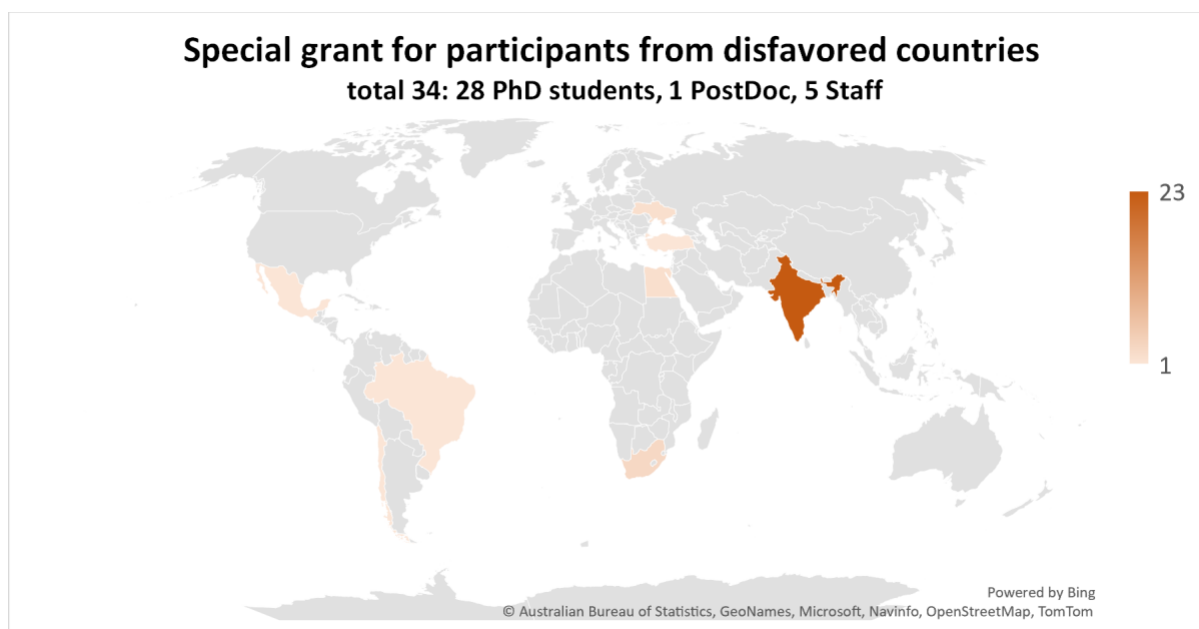 Special grant for participants from disfavored countries
total 34: 28 PhD students, 1 PostDoc, 5 Staff
23
1
Powered by Bing
© Australian Bureau of Statistics, GeoNames, Microsoft, Navinfo, OpenStreetMap, TomTom